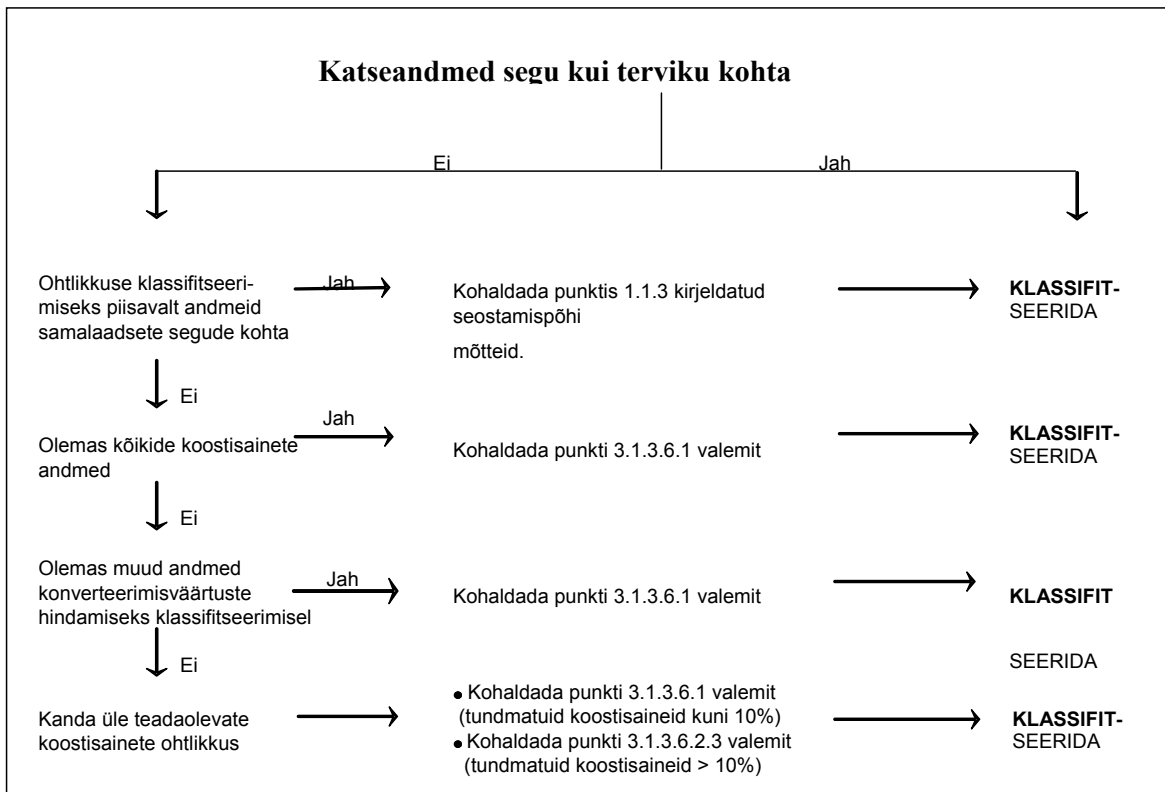 Katseandmed segu kui terviku kohta
Ei
Jah
Ohtlikkuse klassifitseeri-
miseks piisavalt andmeid
samalaadsete segude kohta
Jah
Kohaldada punktis 1.1.3 kirjeldatud
seostamispõhi
mõtteid.
KLASSIFIT-
SEERIDA
Ei
Olemas kõikide koostisainete
andmed
Jah
Kohaldada punkti 3.1.3.6.1 valemit
KLASSIFIT-
SEERIDA
Ei
Olemas muud andmed
konverteerimisväärtuste
hindamiseks klassifitseerimisel
Jah
Kohaldada punkti 3.1.3.6.1 valemit
KLASSIFIT
SEERIDA
Ei
Kanda üle teadaolevate
koostisainete ohtlikkus
● Kohaldada punkti 3.1.3.6.1 valemit
(tundmatuid koostisaineid kuni 10%)
● Kohaldada punkti 3.1.3.6.2.3 valemit
(tundmatuid koostisaineid > 10%)
KLASSIFIT-
SEERIDA